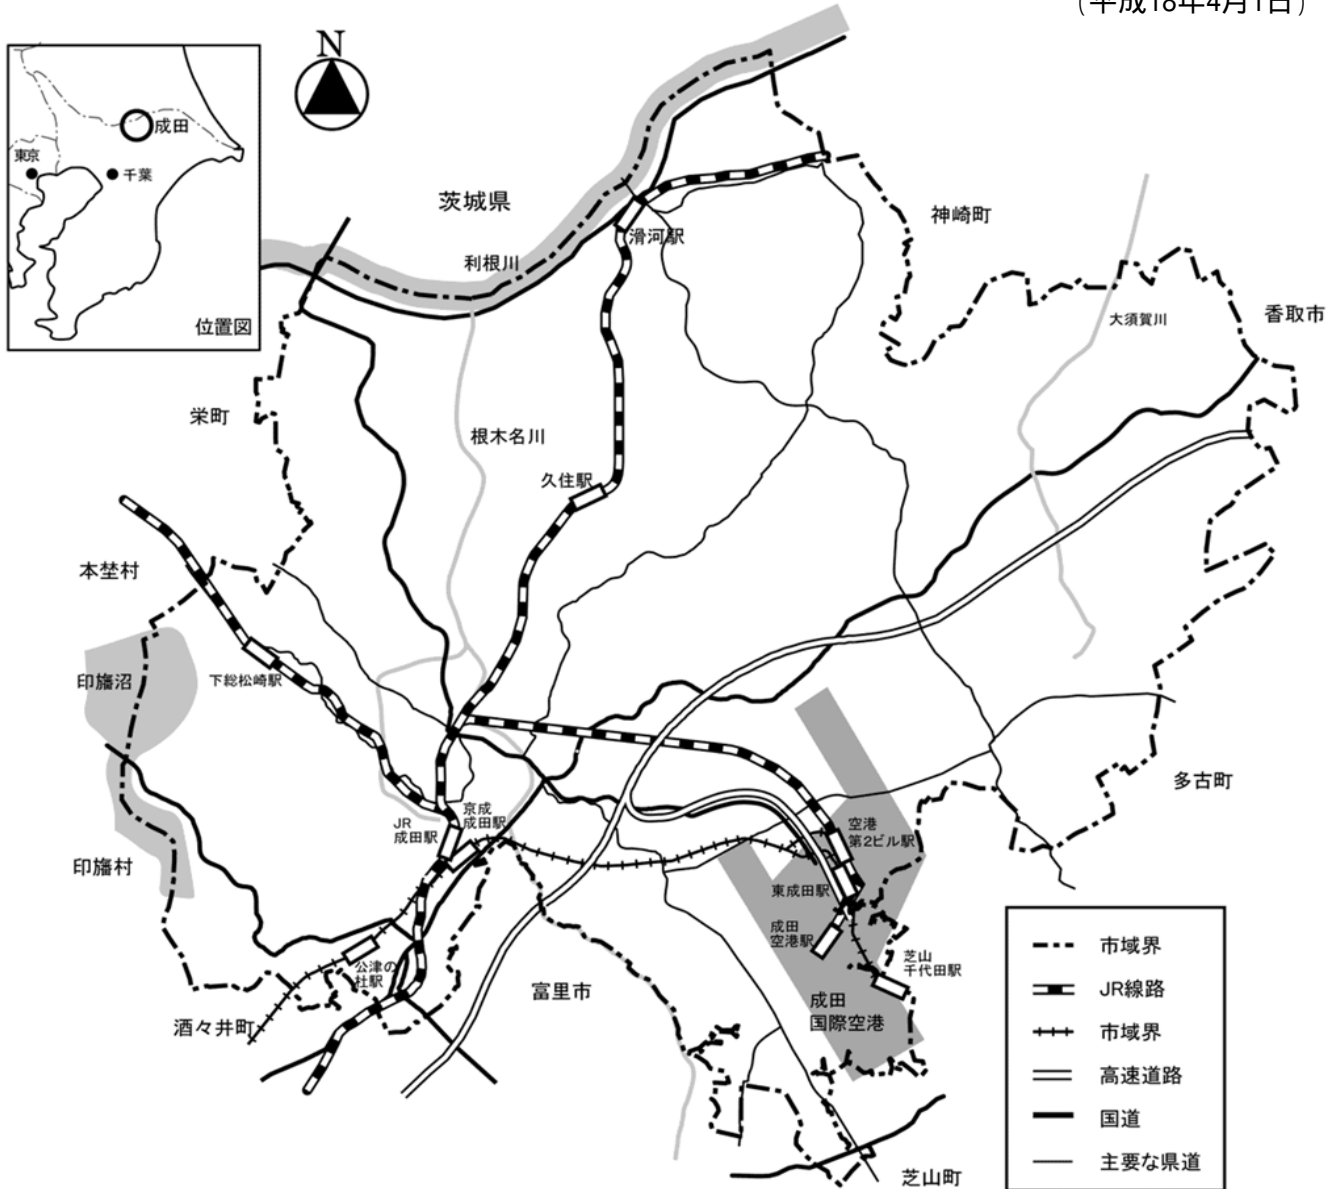 (平成18年4月1日)
N
成田
東京
千葉
位置図
茨城県
利根川
滑河駅
神崎町
大須賀川
香取市
栄町
根木名川
久住駅
本埜村
印旛沼
下総松崎駅
印旛村
JR
成田駅
京成
成田駅
空港
第2ビル駅
東成田駅
成田
空港駅
芝山
千代田駅
成田
国際空港
多古町
公津の
杜駅
酒々井町
富里市
芝山町
市域界
JR線路
市域界
高速道路
国道
主要な県道